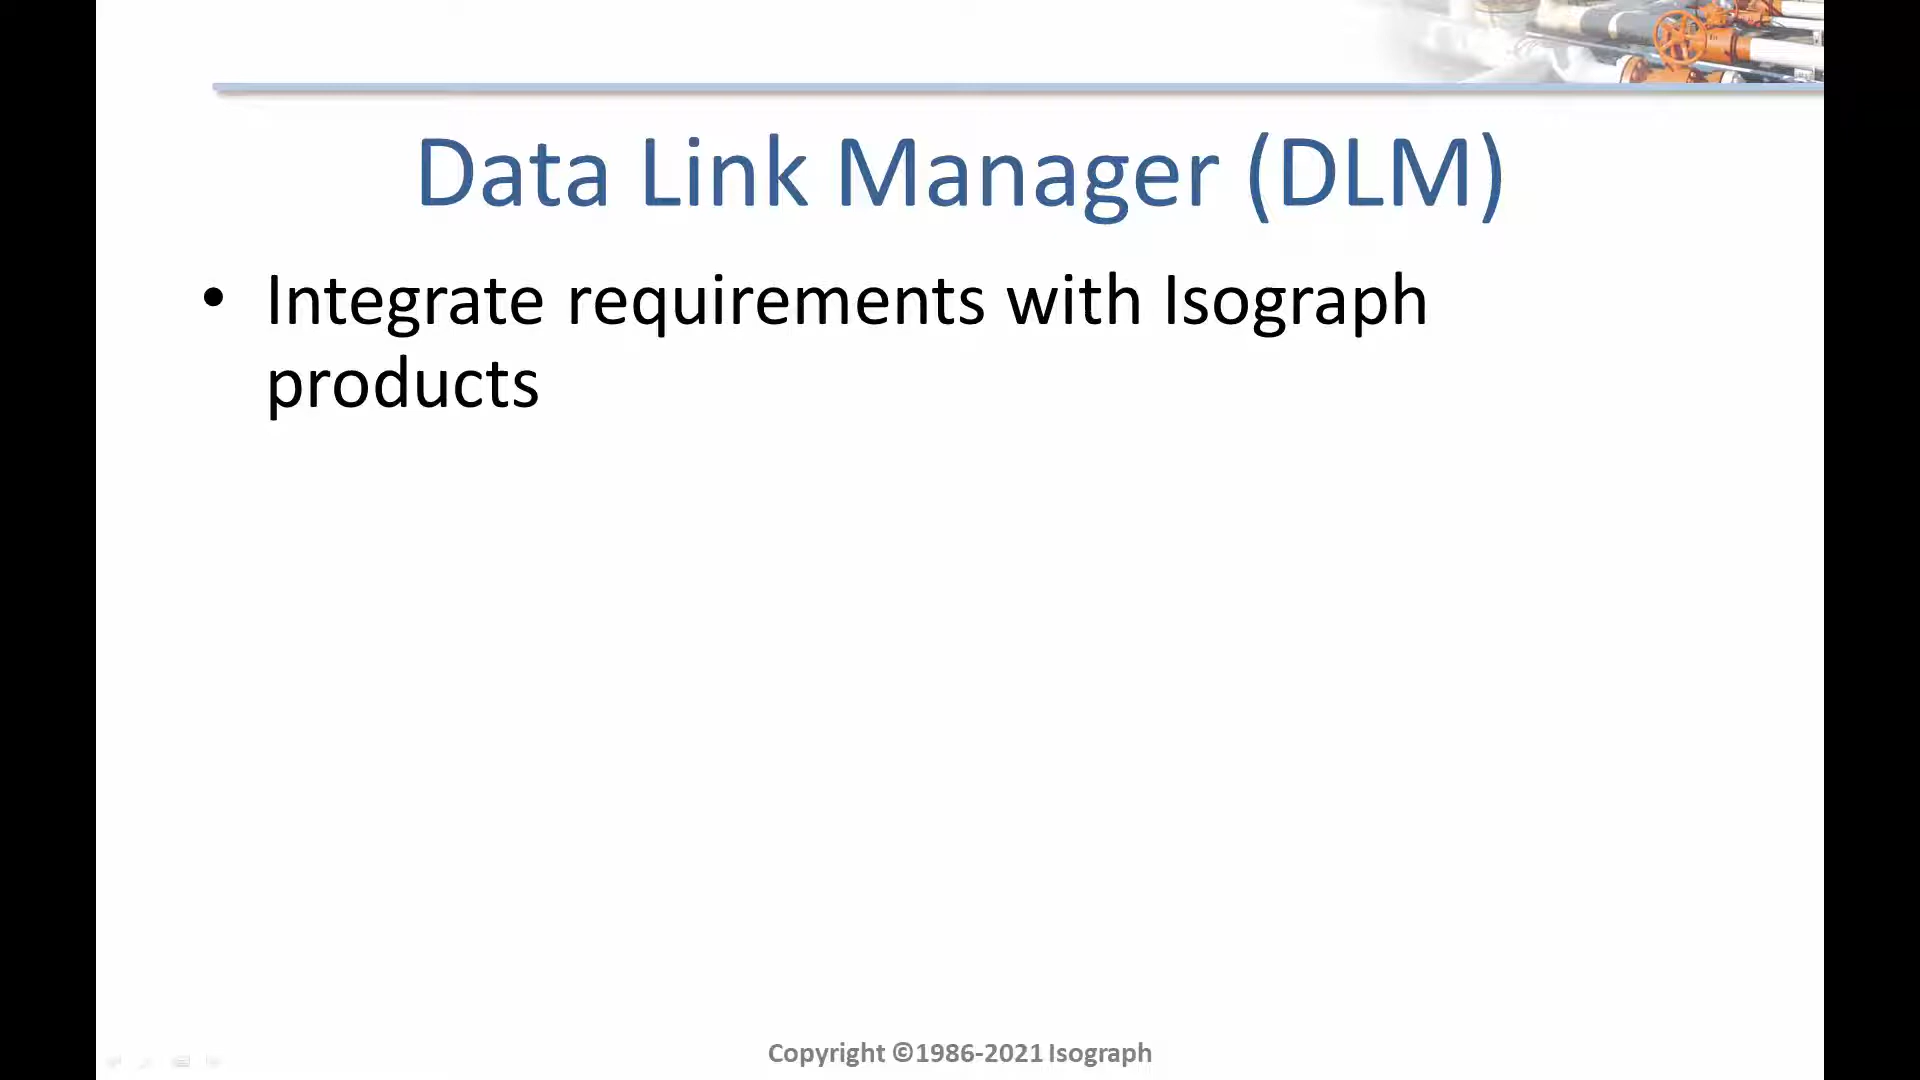 Data Link Manager (DLM)
• Integrate requirements with Isograph
products
Copyright ©1986-2021 Isograph